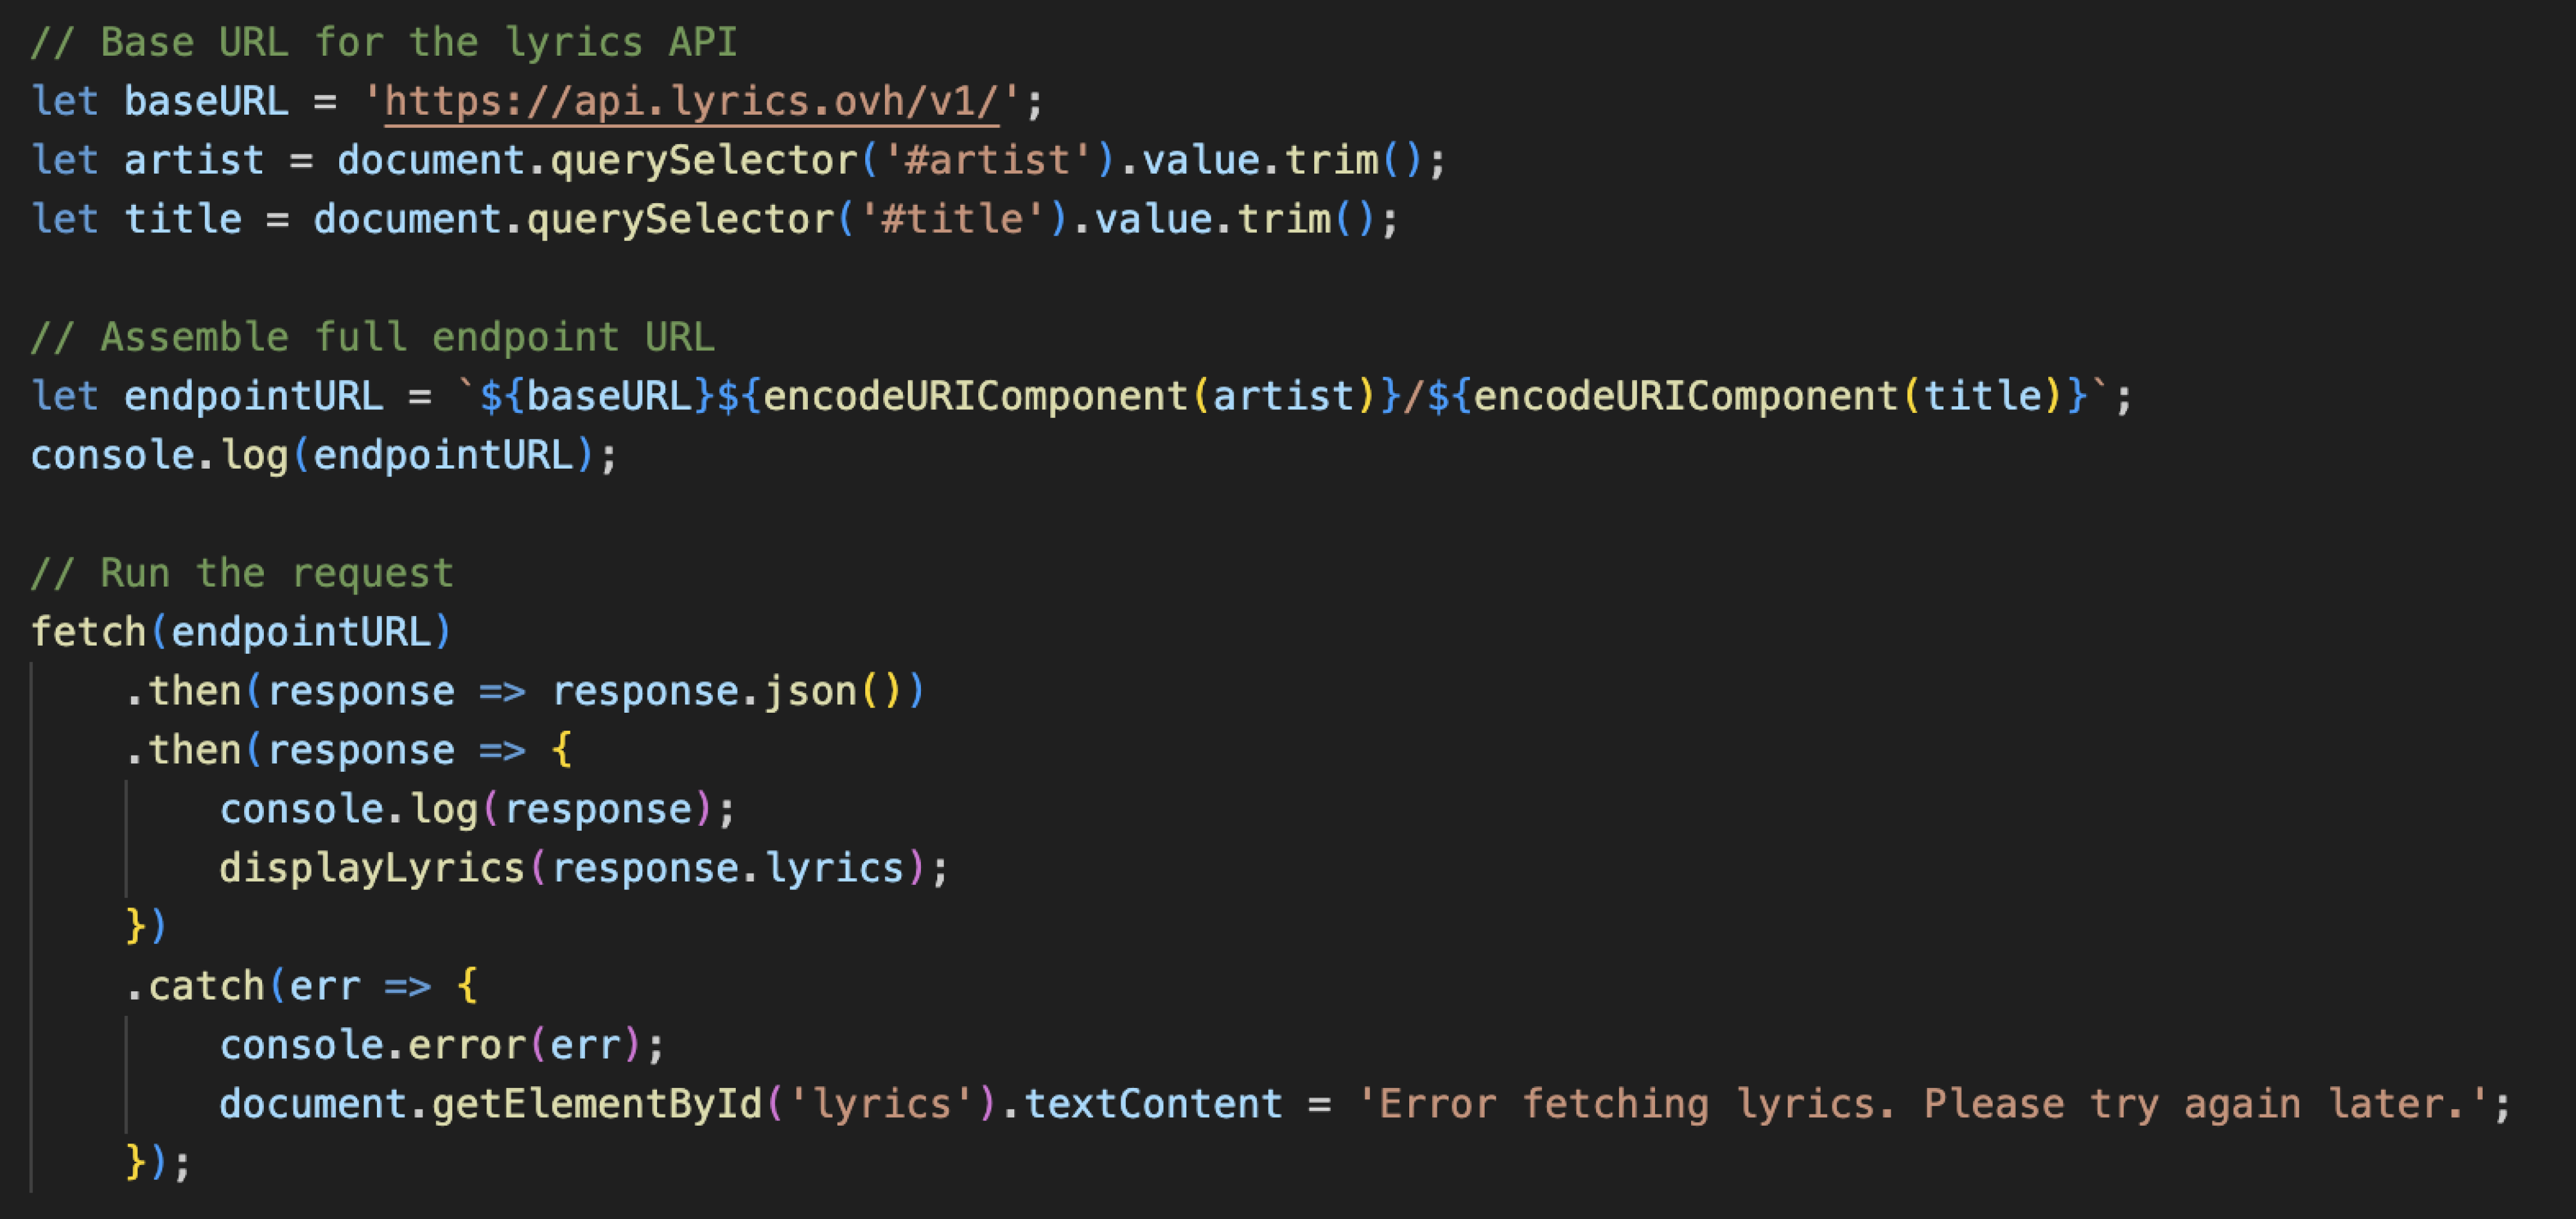 // Base URL for the lyrics API
let baseURL = 'https://api.lyrics.ovh/v1/';
let artist = document.querySelector('#artist').value.trim();
let title = document.querySelector('#title').value.trim();

// Assemble full endpoint URL
let endpointURL = `${baseURL}${encodeURIComponent(artist)}/${encodeURIComponent(title)}`;
console.log(endpointURL);

// Run the request
fetch(endpointURL)
    .then(response => response.json())
    .then(response => {
        console.log(response);
        displayLyrics(response.lyrics);
    })
    .catch(err => {
        console.error(err);
        document.getElementById('lyrics').textContent = 'Error fetching lyrics. Please try again later.';
    });